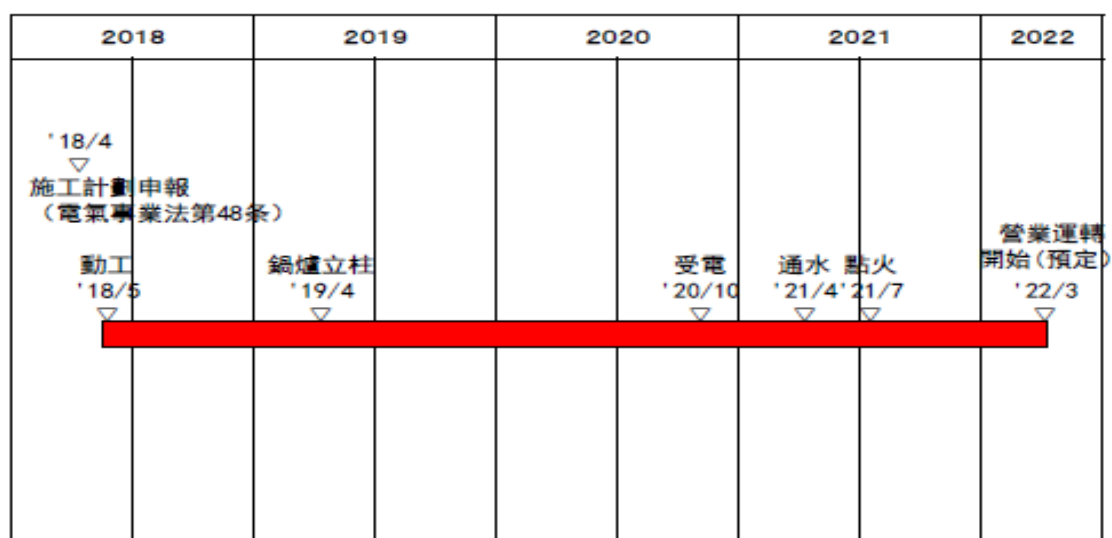 2018 2019 2020 2021 2022
'18/4
▽
施工計劃申報
（電氣事業法第48条）
動工 鍋爐立柱 受電 通水 點火 營業運轉
開始(預定)
'18/5 '19/4 '20/10 '21/4 '21/7 '22/3
▽ ▽ ▽ ▽ ▽ ▽